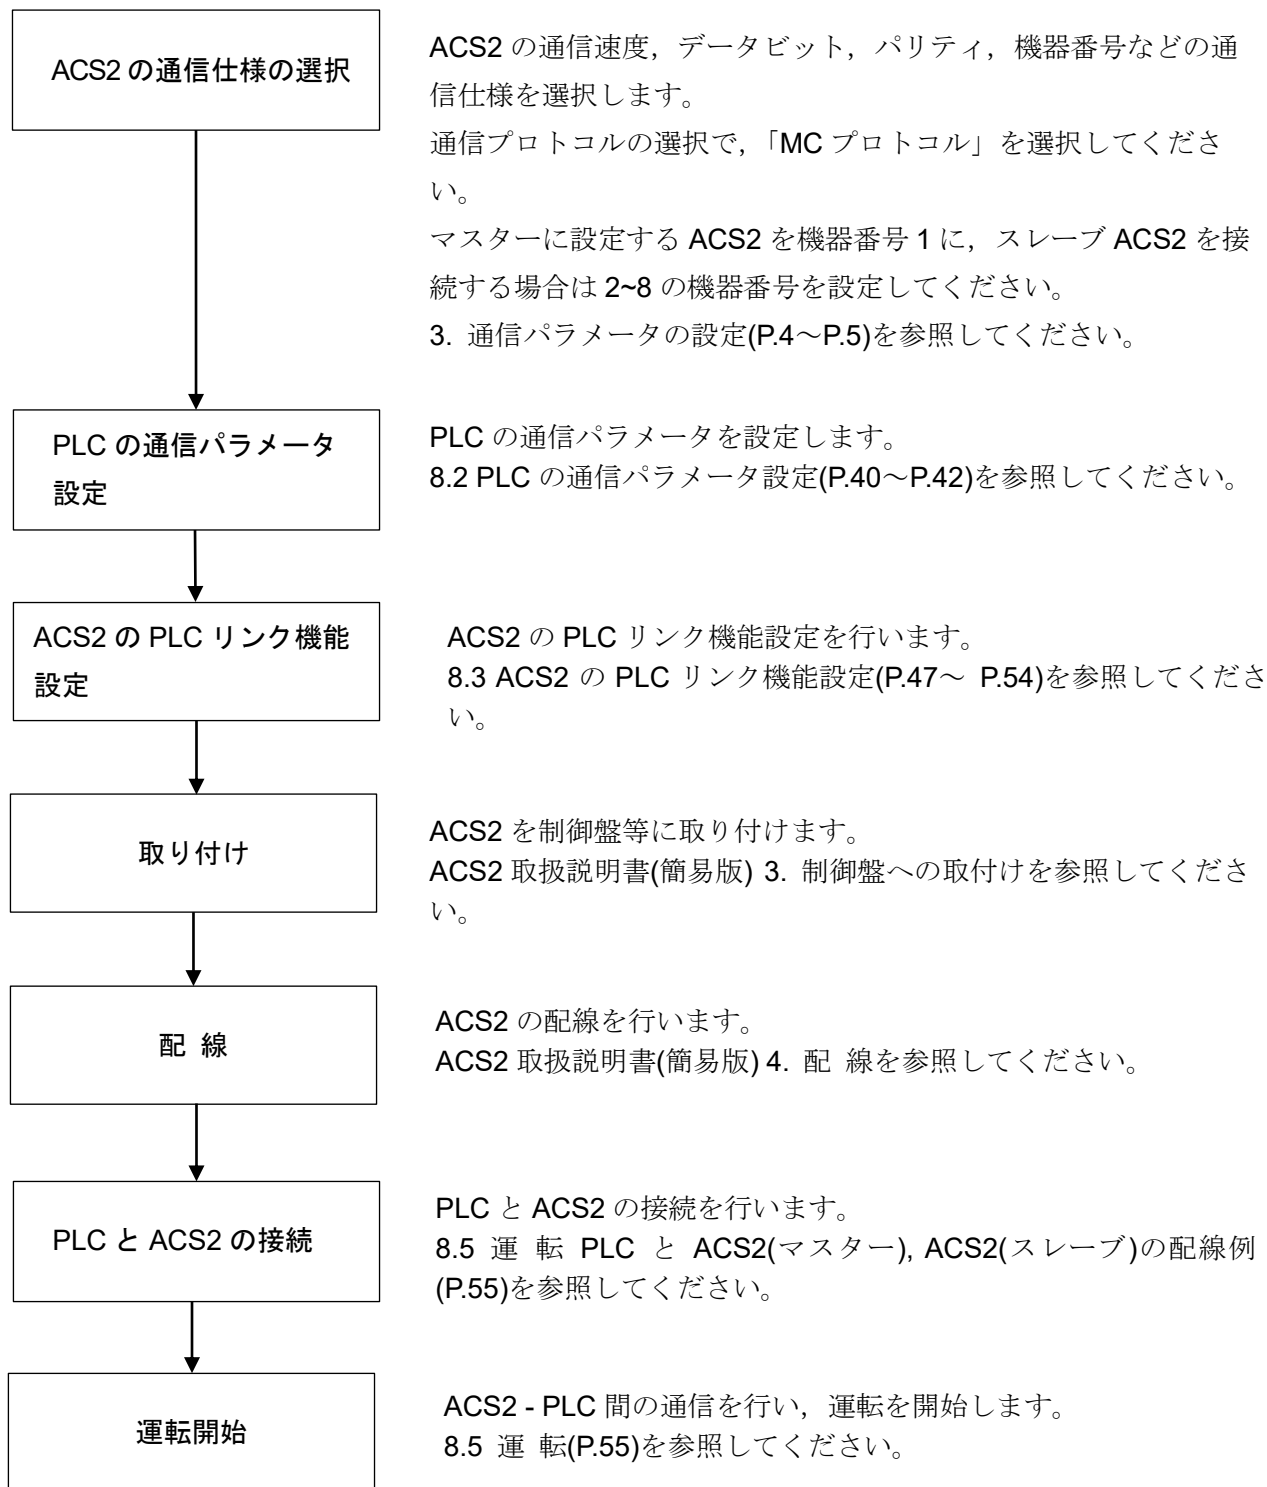 ACS2 の通信仕様の選択
ACS2 の通信速度，データビット，パリティ，機器番号などの通
信仕様を選択します。
通信プロトコルの選択で，「MC プロトコル」を選択してくださ
い。
マスターに設定する ACS2 を機器番号 1 に，スレーブ ACS2 を接
続する場合は 2~8 の機器番号を設定してください。
3. 通信パラメータの設定(P.4～P.5)を参照してください。
PLC の通信パラメータ
設定
PLC の通信パラメータを設定します。
8.2 PLC の通信パラメータ設定(P.40～P.42)を参照してください。
ACS2 の PLC リンク機能
設定
ACS2 の PLC リンク機能設定を行います。
8.3 ACS2 の PLC リンク機能設定(P.47～ P.54)を参照してくださ
い。
取り付け
ACS2 を制御盤等に取り付けます。
ACS2 取扱説明書(簡易版) 3. 制御盤への取付けを参照してくださ
い。
配 線
ACS2 の配線を行います。
ACS2 取扱説明書(簡易版) 4. 配 線を参照してください。
PLC と ACS2 の接続
PLC と ACS2 の接続を行います。
8.5 運 転 PLC と ACS2(マスター), ACS2(スレーブ)の配線例
(P.55)を参照してください。
運転開始
ACS2 - PLC 間の通信を行い，運転を開始します。
8.5 運 転(P.55)を参照してください。